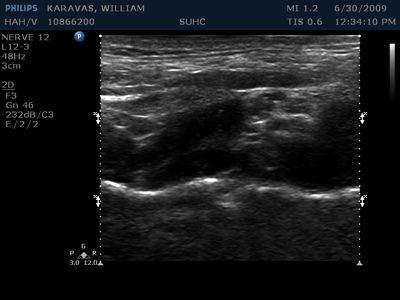 PHILIPS KARAVAS, WILLIAM MI 1.2 6/30/2009
HAH/V 10866200 SUHC TIS 0.6 12:34:10 PM
NERVE 12
L12-3
48Hz
3cm
2D
F3
Gn 46
232dB/C3
E/2/2
P
G
P R
3.0 12.0